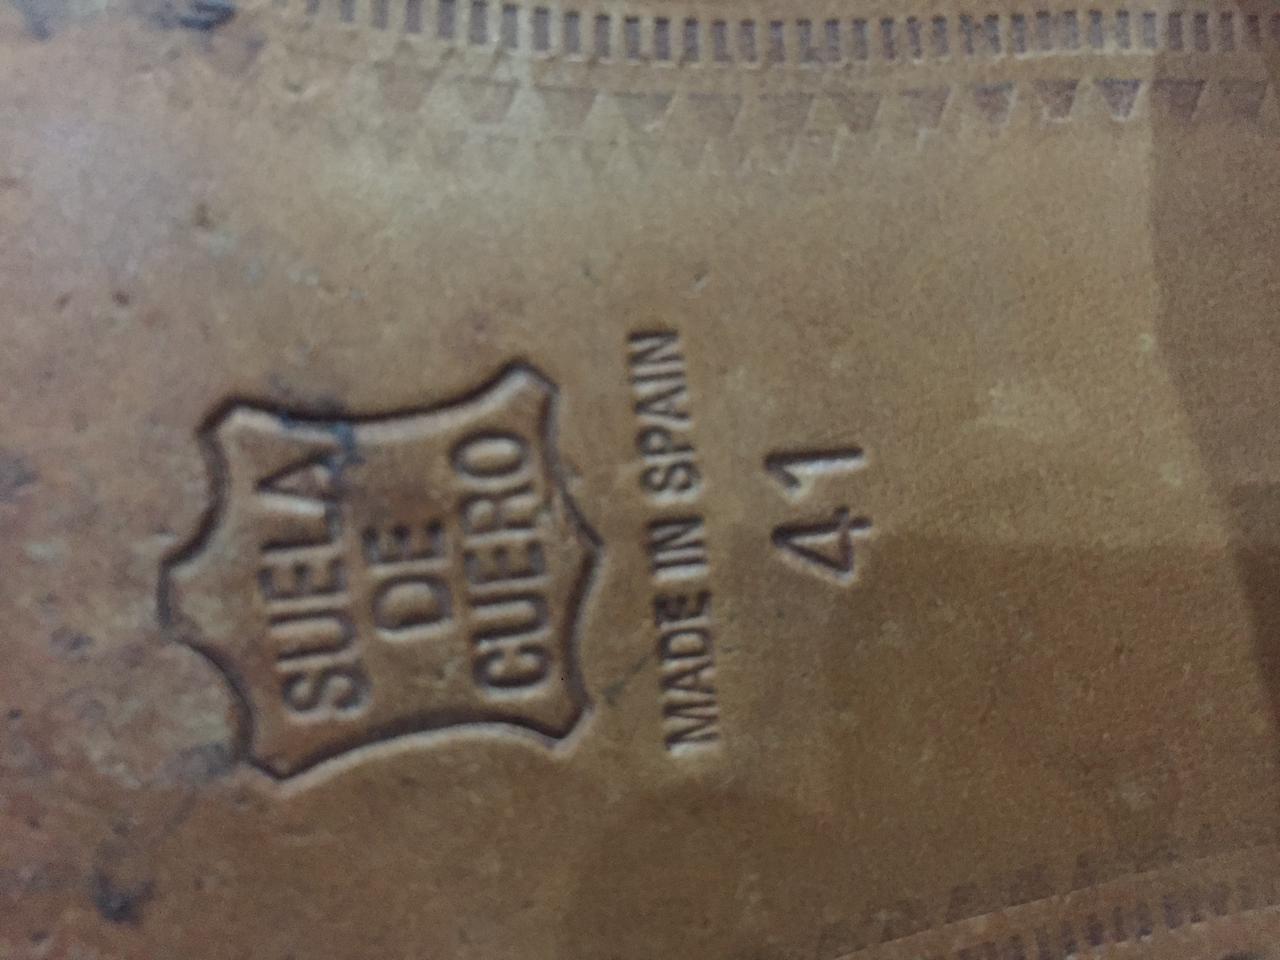 SUELA
DE
CUERO
MADE IN SPAIN
41